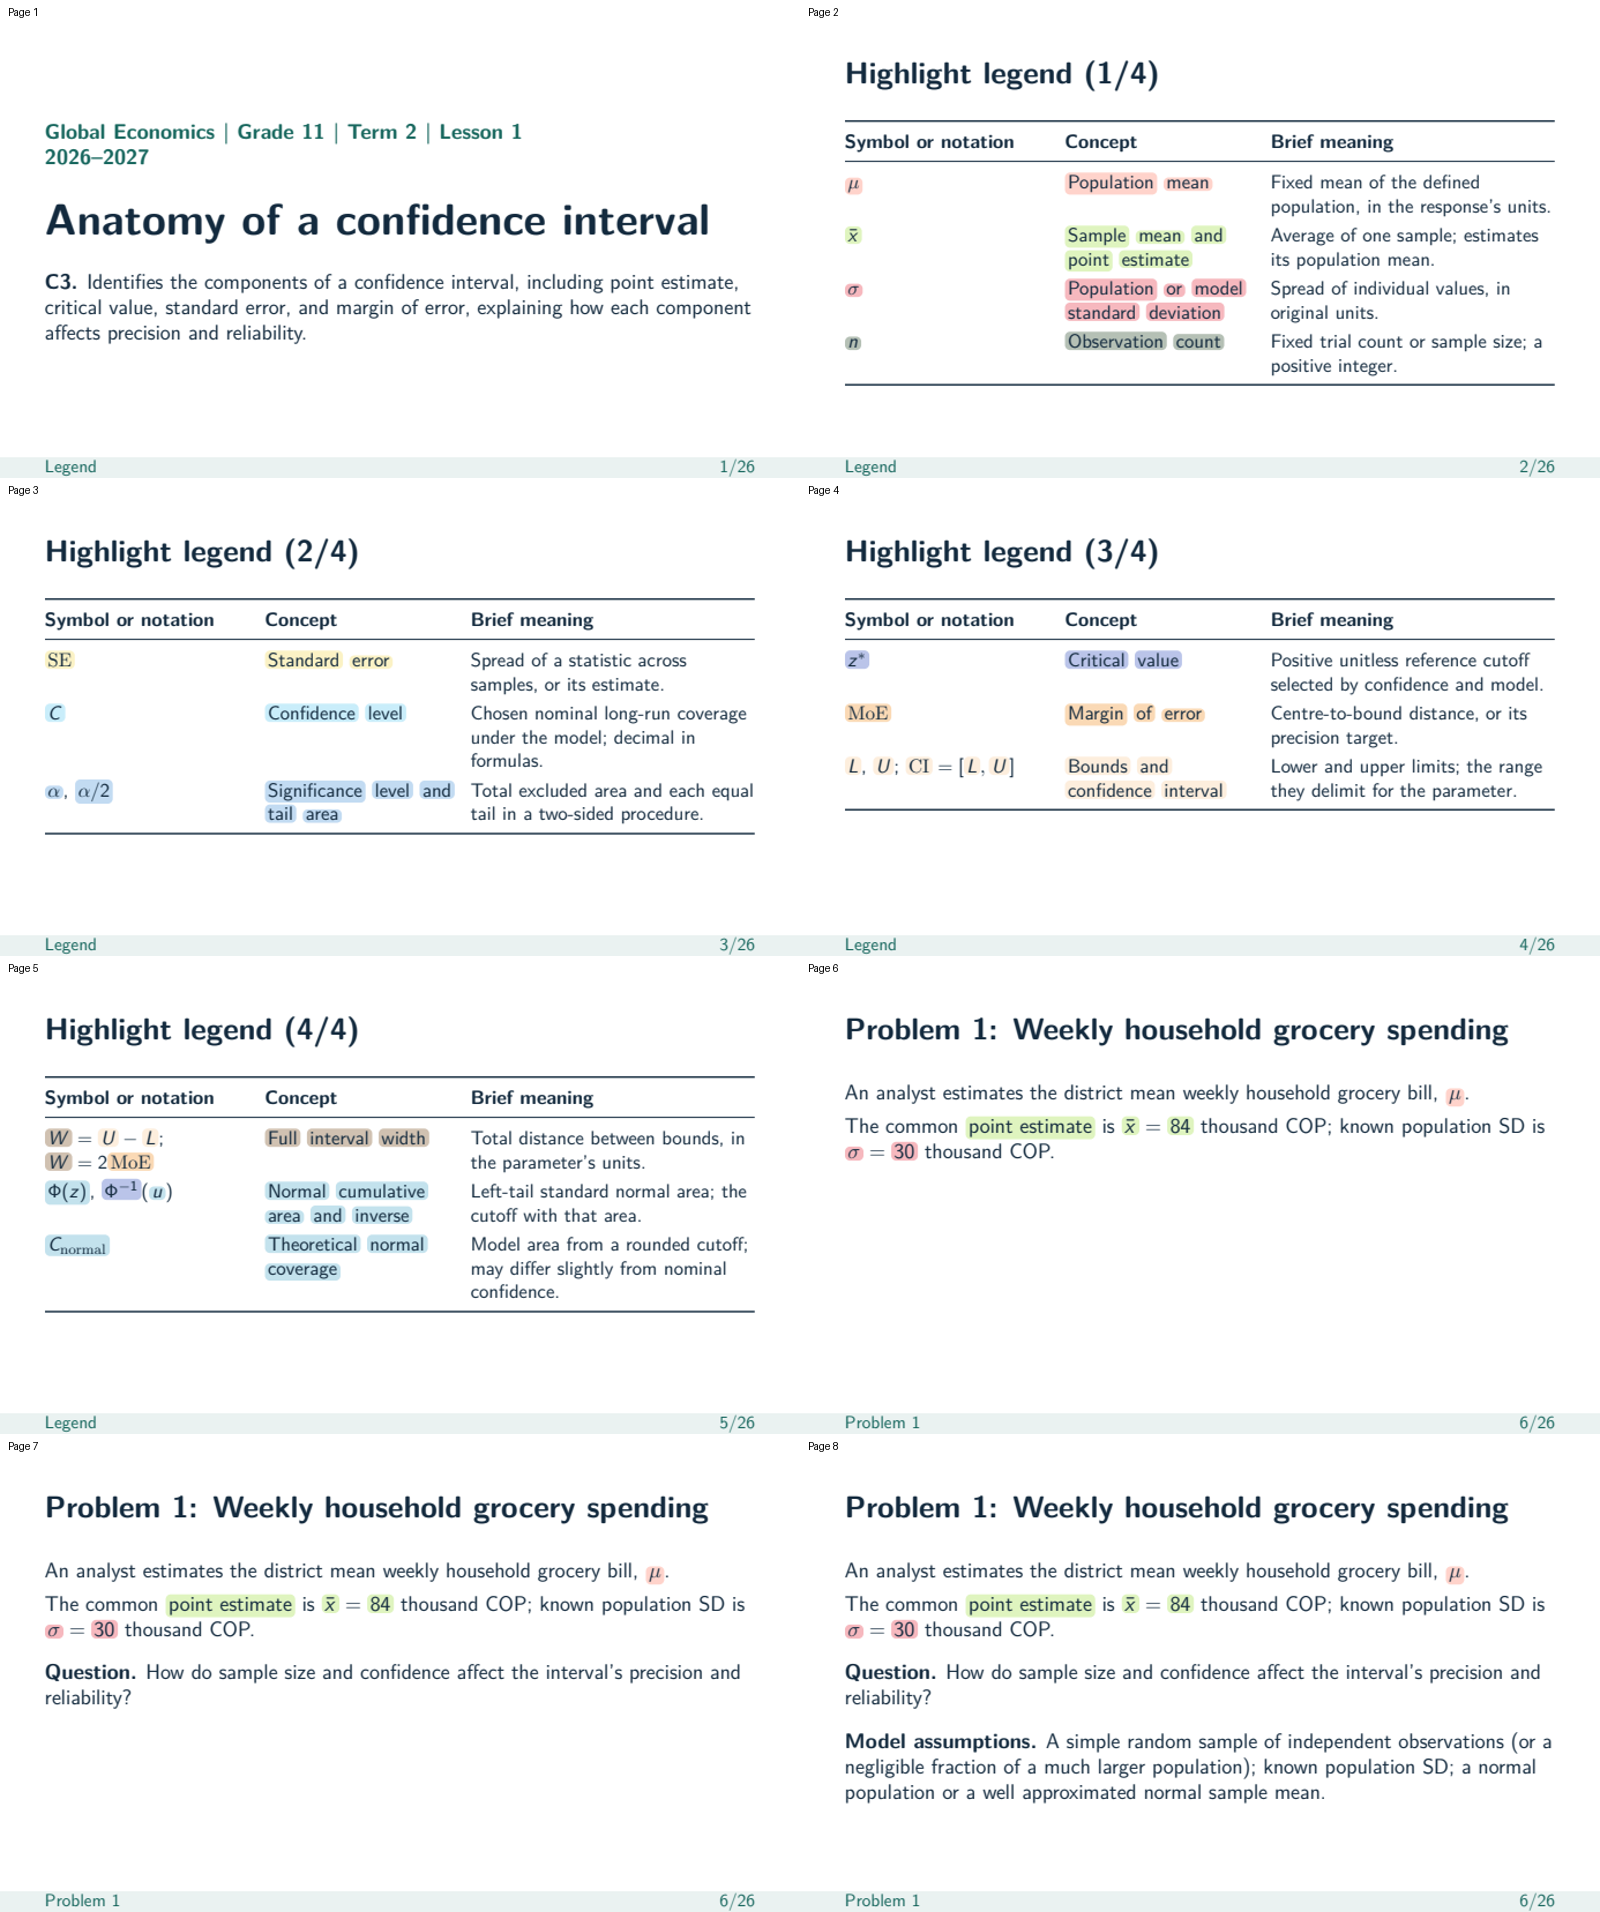 Page 1
Global Economics | Grade 11 | Term 2 | Lesson 1
2026–2027
Anatomy of a confidence interval
C3. Identifies the components of a confidence interval, including point estimate,
critical value, standard error, and margin of error, explaining how each component
affects precision and reliability.
Legend 1/26
Page 2
Highlight legend (1/4)
Symbol or notation Concept Brief meaning
μ Population mean Fixed mean of the defined
population, in the response's units.
x̄ Sample mean and Average of one sample; estimates
point estimate its population mean.
σ Population or model Spread of individual values, in
standard deviation original units.
n Observation count Fixed trial count or sample size; a
positive integer.
Legend 2/26
Page 3
Highlight legend (2/4)
Symbol or notation Concept Brief meaning
SE Standard error Spread of a statistic across
samples, or its estimate.
C Confidence level Chosen nominal long-run coverage
under the model; decimal in
formulas.
α, α/2 Significance level and Total excluded area and each equal
tail area tail in a two-sided procedure.
Legend 3/26
Page 4
Highlight legend (3/4)
Symbol or notation Concept Brief meaning
z* Critical value Positive unitless reference cutoff
selected by confidence and model.
MoE Margin of error Centre-to-bound distance, or its
precision target.
L, U; CI = [L, U] Bounds and Lower and upper limits; the range
confidence interval they delimit for the parameter.
Legend 4/26
Page 5
Highlight legend (4/4)
Symbol or notation Concept Brief meaning
W = U − L; Full interval width Total distance between bounds, in
W = 2MoE the parameter's units.
Φ(z), Φ⁻¹(u) Normal cumulative Left-tail standard normal area; the
area and inverse cutoff with that area.
C_normal Theoretical normal Model area from a rounded cutoff;
coverage may differ slightly from nominal
confidence.
Legend 5/26
Page 6
Problem 1: Weekly household grocery spending
An analyst estimates the district mean weekly household grocery bill, μ.
The common point estimate is x̄ = 84 thousand COP; known population SD is
σ = 30 thousand COP.
Problem 1 6/26
Page 7
Problem 1: Weekly household grocery spending
An analyst estimates the district mean weekly household grocery bill, μ.
The common point estimate is x̄ = 84 thousand COP; known population SD is
σ = 30 thousand COP.
Question. How do sample size and confidence affect the interval's precision and
reliability?
Problem 1 6/26
Page 8
Problem 1: Weekly household grocery spending
An analyst estimates the district mean weekly household grocery bill, μ.
The common point estimate is x̄ = 84 thousand COP; known population SD is
σ = 30 thousand COP.
Question. How do sample size and confidence affect the interval's precision and
reliability?
Model assumptions. A simple random sample of independent observations (or a
negligible fraction of a much larger population); known population SD; a normal
population or a well approximated normal sample mean.
Problem 1 6/26